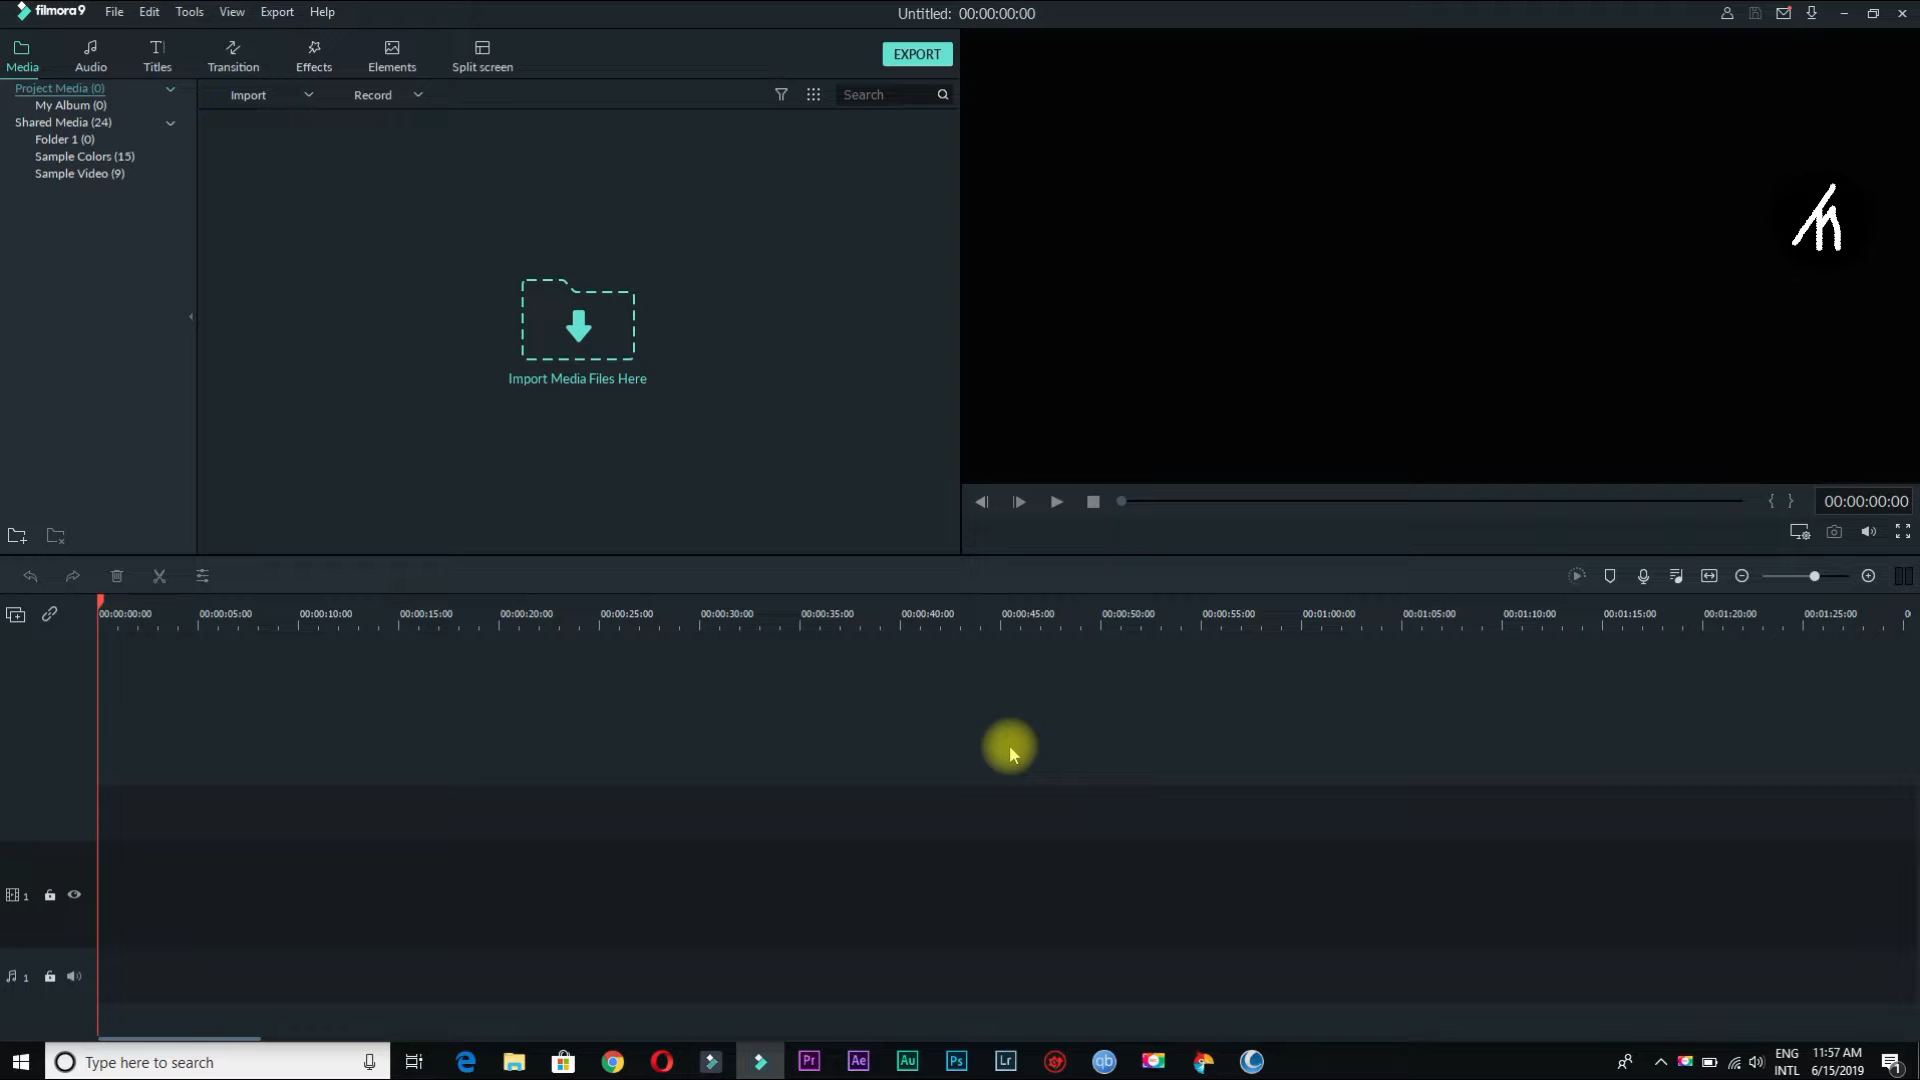 filmora9 File Edit Tools View Export Help
Untitled: 00:00:00:00
Media Audio Titles Transition Effects Elements Split screen
EXPORT
Project Media (0)
My Album (0)
Shared Media (24)
Folder 1 (0)
Sample Colors (15)
Sample Video (9)
Import Record Search
Import Media Files Here
00:00:00:00
00:00:00:00 00:00:05:00 00:00:10:00 00:00:15:00 00:00:20:00 00:00:25:00 00:00:30:00 00:00:35:00 00:00:40:00 00:00:45:00 00:00:50:00 00:00:55:00 00:01:00:00 00:01:05:00 00:01:10:00 00:01:15:00 00:01:20:00 00:01:25:00
1
1
Type here to search
Pr Ae Au Ps Lr qb
ENG
INTL
11:57 AM
6/15/2019
1